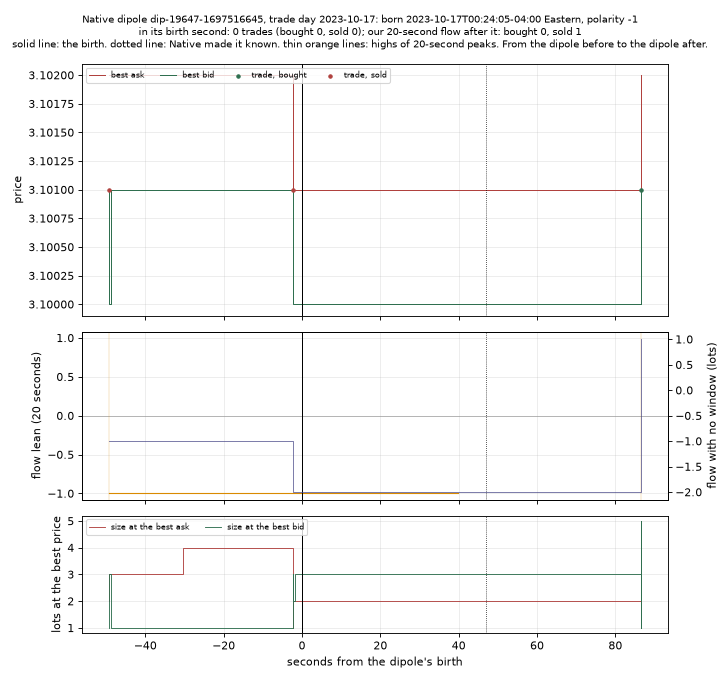 Native dipole dip-19647-1697516645, trade day 2023-10-17: born 2023-10-17T00:24:05-04:00 Eastern, polarity -1
in its birth second: 0 trades (bought 0, sold 0); our 20-second flow after it: bought 0, sold 1
solid line: the birth. dotted line: Native made it known. thin orange lines: highs of 20-second peaks. From the dipole before to the dipole after.
best ask best bid trade, bought trade, sold
3.10200
3.10175
3.10150
3.10125
3.10100
3.10075
3.10050
3.10025
3.10000
price
1.0
0.5
0.0
−0.5
−1.0
flow lean (20 seconds)
1.0
0.5
0.0
−0.5
−1.0
−1.5
−2.0
flow with no window (lots)
size at the best ask size at the best bid
5
4
3
2
1
lots at the best price
−40 −20 0 20 40 60 80
seconds from the dipole's birth